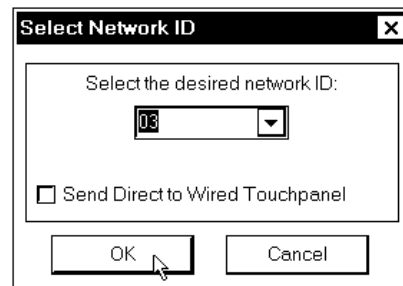 Select Network ID
Select the desired network ID:
03
Send Direct to Wired Touchpanel
OK
Cancel